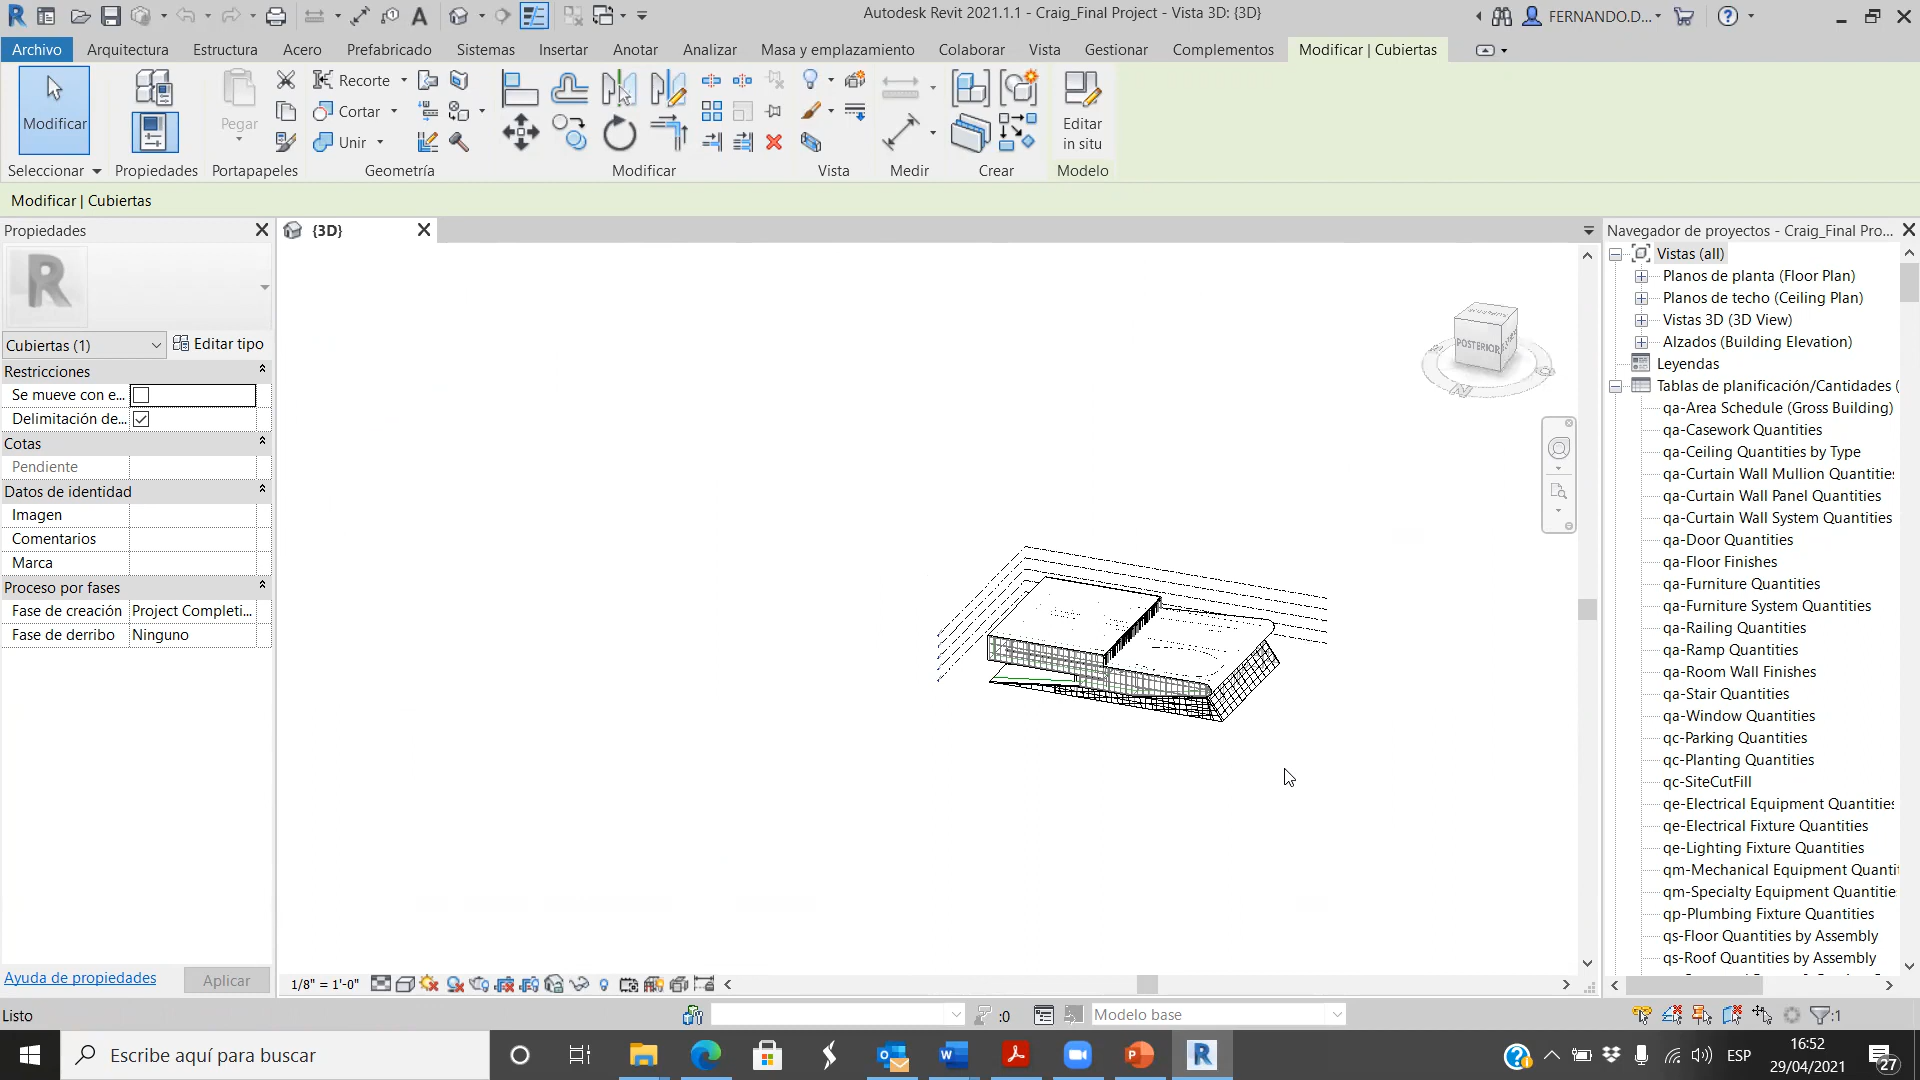 Autodesk Revit 2021.1.1 - Craig_Final Project - Vista 3D: {3D}
FERNANDO.D...
Archivo
Arquitectura
Estructura
Acero
Prefabricado
Sistemas
Insertar
Anotar
Analizar
Masa y emplazamiento
Colaborar
Vista
Gestionar
Complementos
Modificar | Cubiertas
Modificar
Pegar
Recorte
Cortar
Unir
Editar
in situ
Seleccionar
Propiedades
Portapapeles
Geometría
Modificar
Vista
Medir
Crear
Modelo
Modificar | Cubiertas
Propiedades
Cubiertas (1)
Editar tipo
Restricciones
Se mueve con e...
Delimitación de...
Cotas
Pendiente
Datos de identidad
Imagen
Comentarios
Marca
Proceso por fases
Fase de creación Project Completi...
Fase de derribo Ninguno
Ayuda de propiedades
Aplicar
{3D}
POSTERIOR
N
1/8" = 1'-0"
Navegador de proyectos - Craig_Final Pro...
Vistas (all)
Planos de planta (Floor Plan)
Planos de techo (Ceiling Plan)
Vistas 3D (3D View)
Alzados (Building Elevation)
Leyendas
Tablas de planificación/Cantidades (
qa-Area Schedule (Gross Building)
qa-Casework Quantities
qa-Ceiling Quantities by Type
qa-Curtain Wall Mullion Quantities
qa-Curtain Wall Panel Quantities
qa-Curtain Wall System Quantities
qa-Door Quantities
qa-Floor Finishes
qa-Furniture Quantities
qa-Furniture System Quantities
qa-Railing Quantities
qa-Ramp Quantities
qa-Room Wall Finishes
qa-Stair Quantities
qa-Window Quantities
qc-Parking Quantities
qc-Planting Quantities
qc-SiteCutFill
qe-Electrical Equipment Quantities
qe-Electrical Fixture Quantities
qe-Lighting Fixture Quantities
qm-Mechanical Equipment Quanti
qm-Specialty Equipment Quantitie
qp-Plumbing Fixture Quantities
qs-Floor Quantities by Assembly
qs-Roof Quantities by Assembly
Listo
:0
Modelo base
:1
Escribe aquí para buscar
ESP
16:52
29/04/2021
27